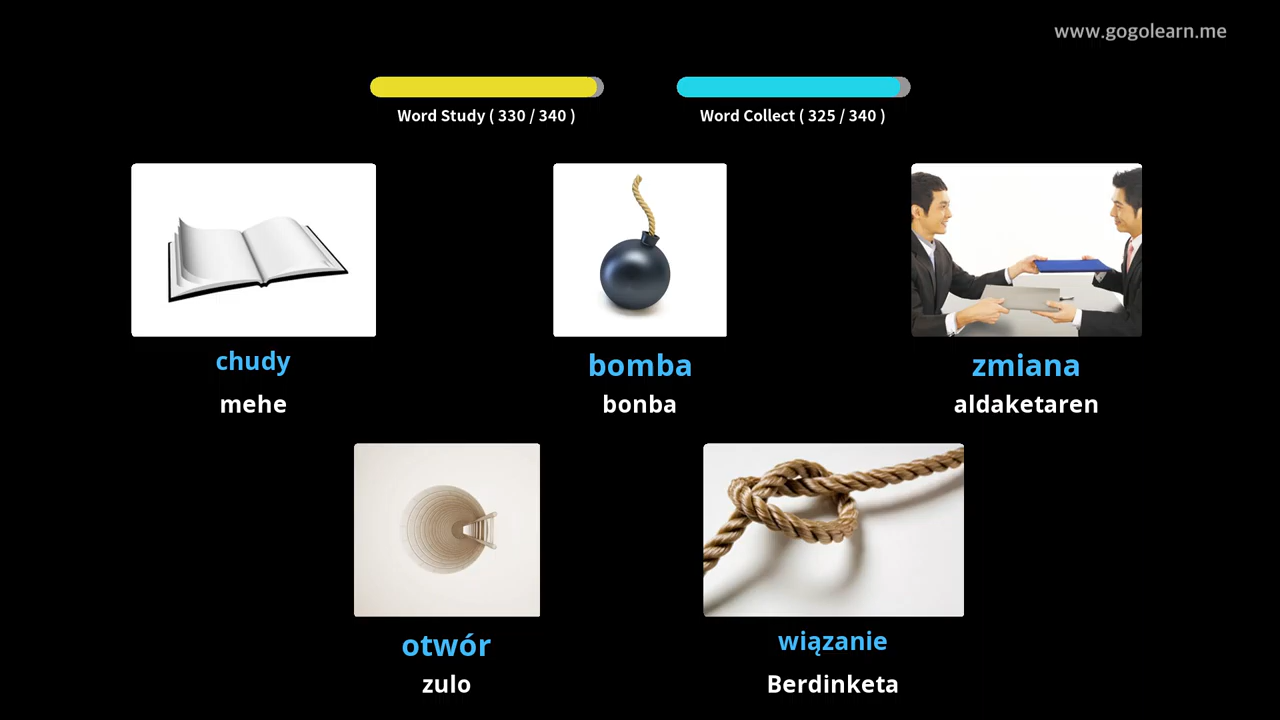 www.gogolearn.me
Word Study ( 330 / 340 )
Word Collect ( 325 / 340 )
chudy
mehe
bomba
bonba
zmiana
aldaketaren
otwór
zulo
wiązanie
Berdinketa